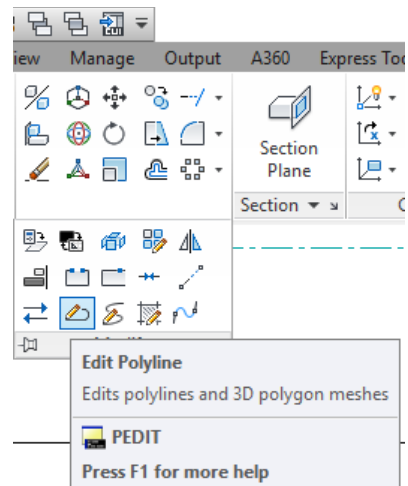 iew Manage Output A360 Express Too
Section
Plane
Section
Edit Polyline
Edits polylines and 3D polygon meshes
PEDIT
Press F1 for more help